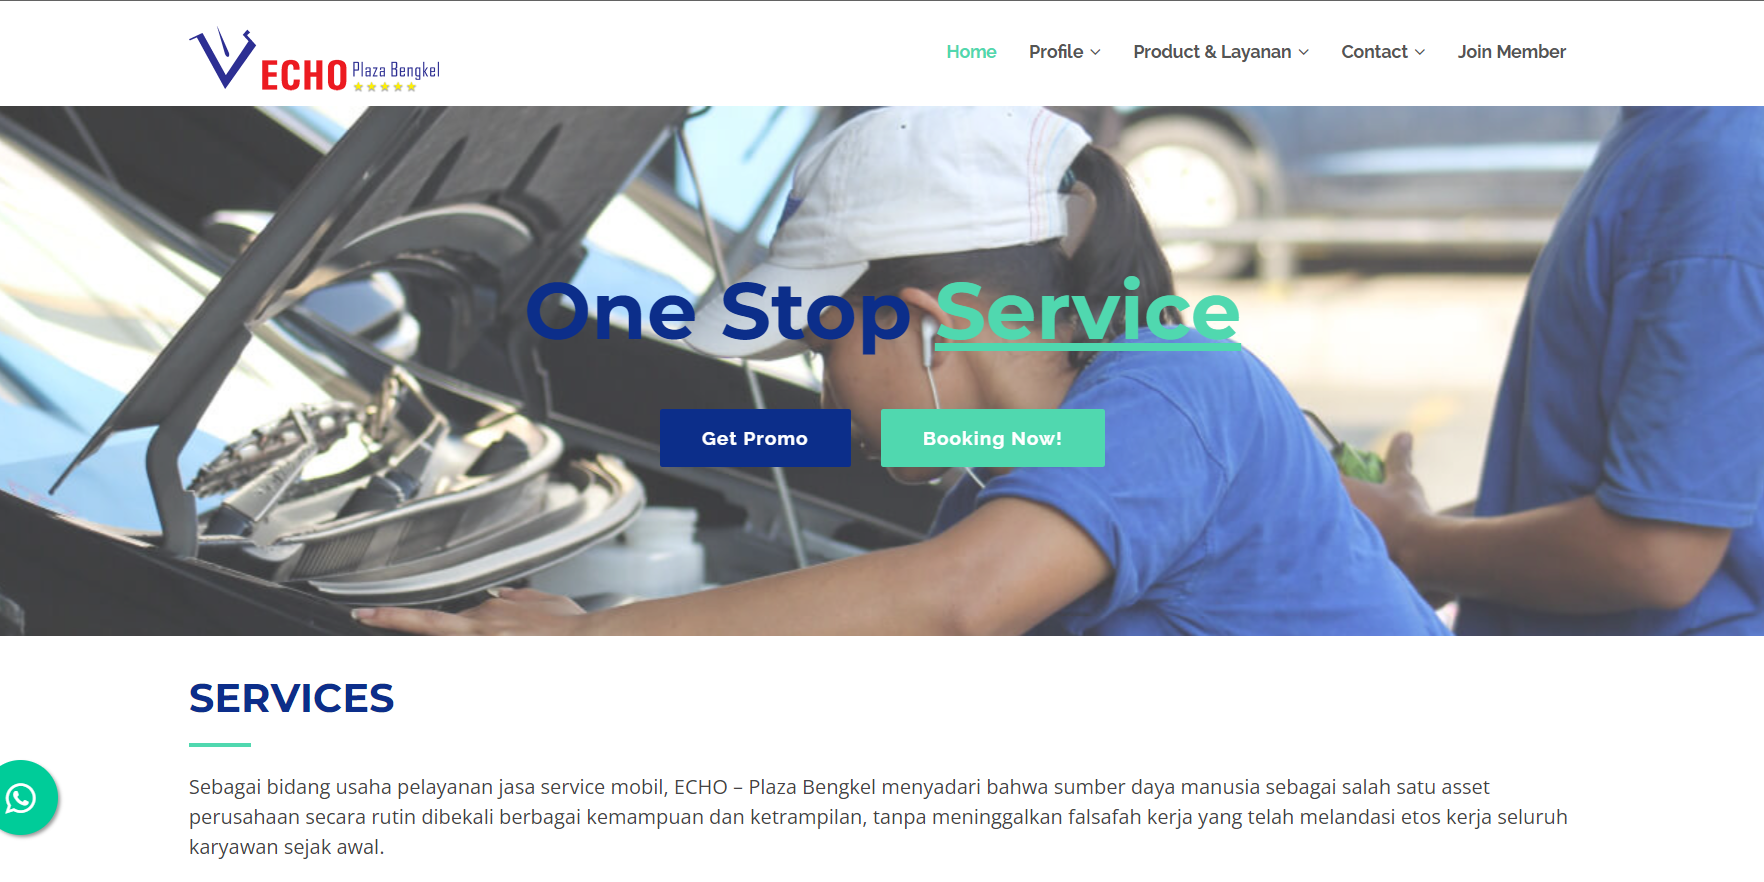 ECHO Plaza Bengkel
Home
Profile
Product & Layanan
Contact
Join Member
One Stop Service
Get Promo
Booking Now!
SERVICES
Sebagai bidang usaha pelayanan jasa service mobil, ECHO – Plaza Bengkel menyadari bahwa sumber daya manusia sebagai salah satu asset
perusahaan secara rutin dibekali berbagai kemampuan dan ketrampilan, tanpa meninggalkan falsafah kerja yang telah melandasi etos kerja seluruh
karyawan sejak awal.